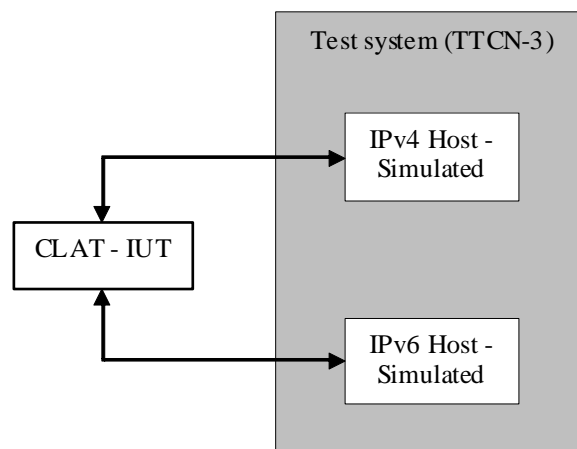 Test system (TTCN-3)
IPv4 Host -
Simulated
CLAT - IUT
IPv6 Host -
Simulated